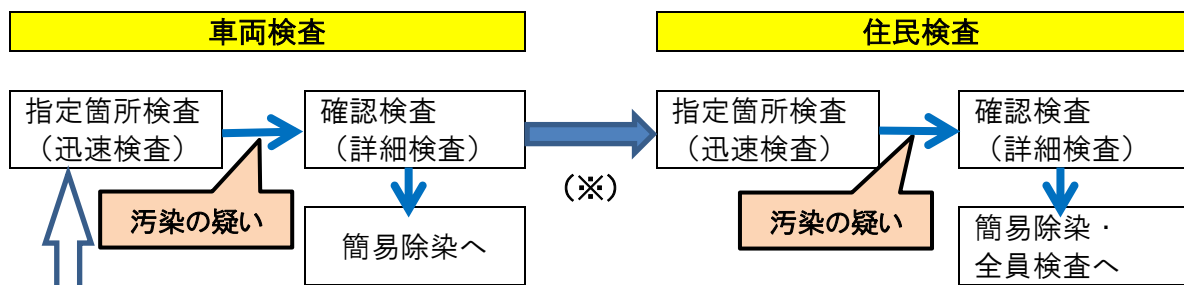 車両検査
指定箇所検査
（迅速検査）
確認検査
（詳細検査）
汚染の疑い
簡易除染へ
（※）
住民検査
指定箇所検査
（迅速検査）
確認検査
（詳細検査）
汚染の疑い
簡易除染・
全員検査へ